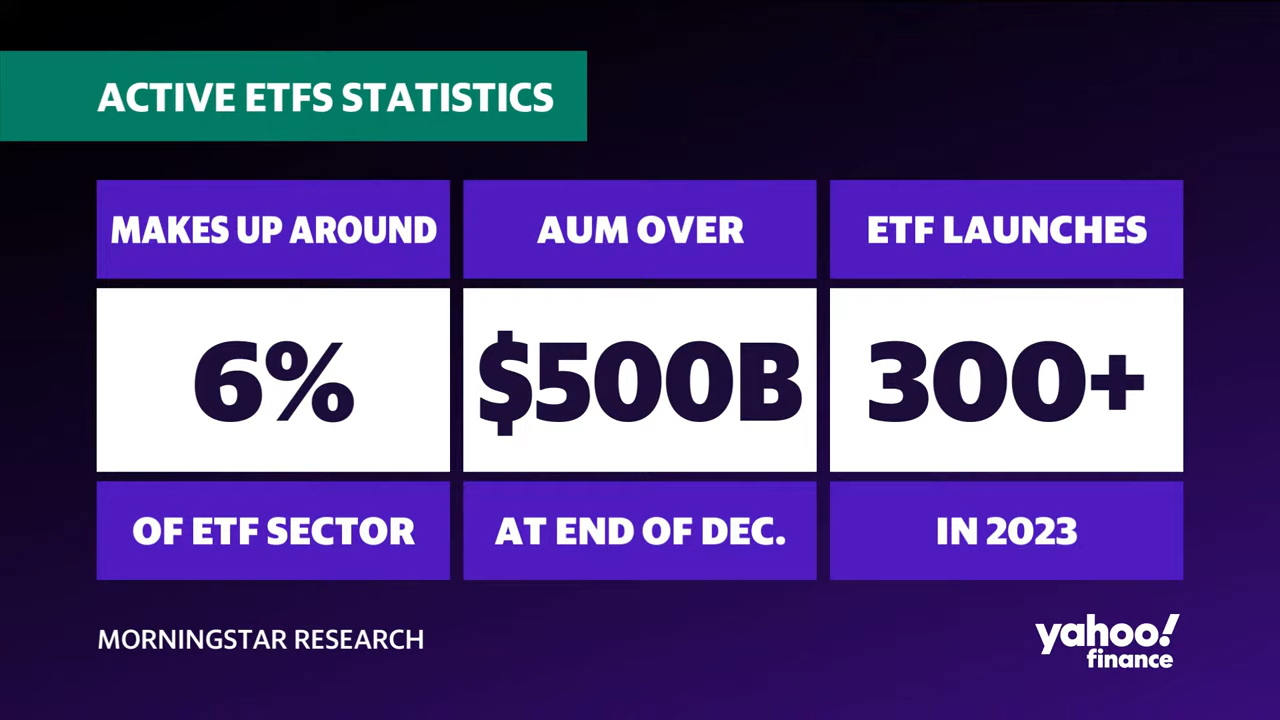 ACTIVE ETFS STATISTICS
MAKES UP AROUND
6%
OF ETF SECTOR
AUM OVER
$500B
AT END OF DEC.
ETF LAUNCHES
300+
IN 2023
MORNINGSTAR RESEARCH
yahoo!
finance